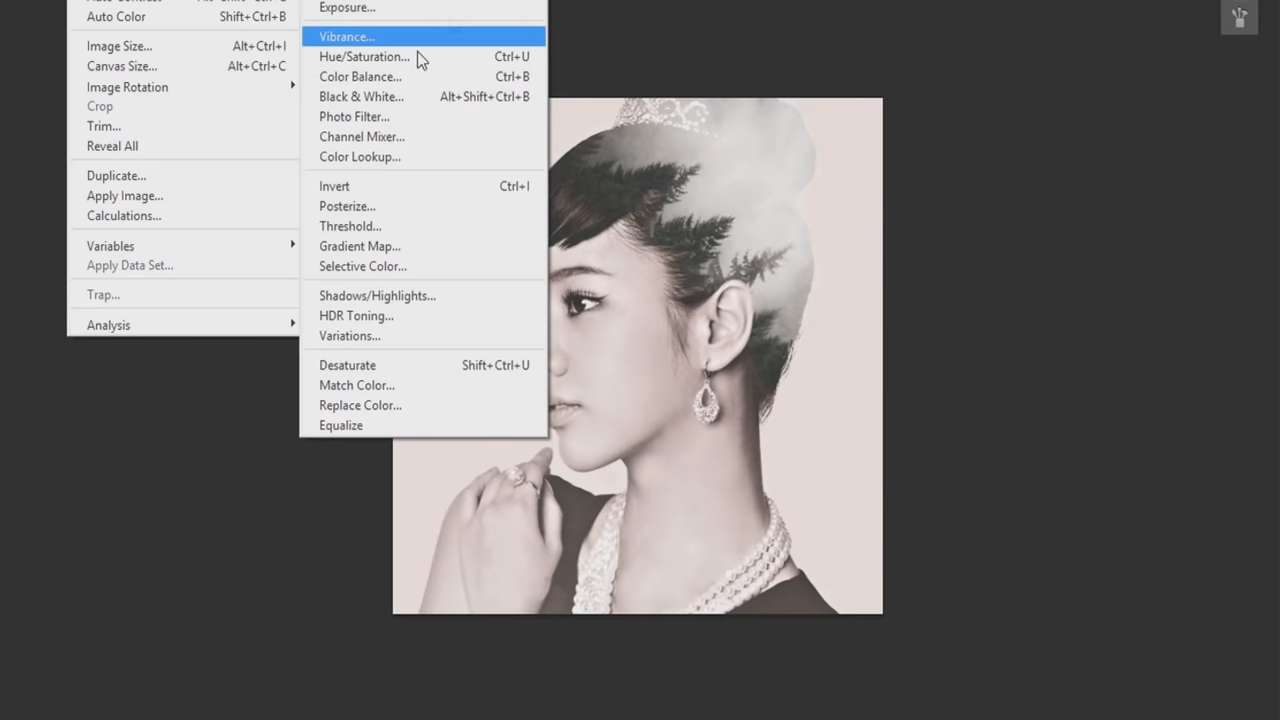 Auto Color Shift+Ctrl+B
Image Size... Alt+Ctrl+I
Canvas Size... Alt+Ctrl+C
Image Rotation
Crop
Trim...
Reveal All
Duplicate...
Apply Image...
Calculations...
Variables
Apply Data Set...
Trap...
Analysis
Exposure...
Vibrance...
Hue/Saturation... Ctrl+U
Color Balance... Ctrl+B
Black & White... Alt+Shift+Ctrl+B
Photo Filter...
Channel Mixer...
Color Lookup...
Invert Ctrl+I
Posterize...
Threshold...
Gradient Map...
Selective Color...
Shadows/Highlights...
HDR Toning...
Variations...
Desaturate Shift+Ctrl+U
Match Color...
Replace Color...
Equalize